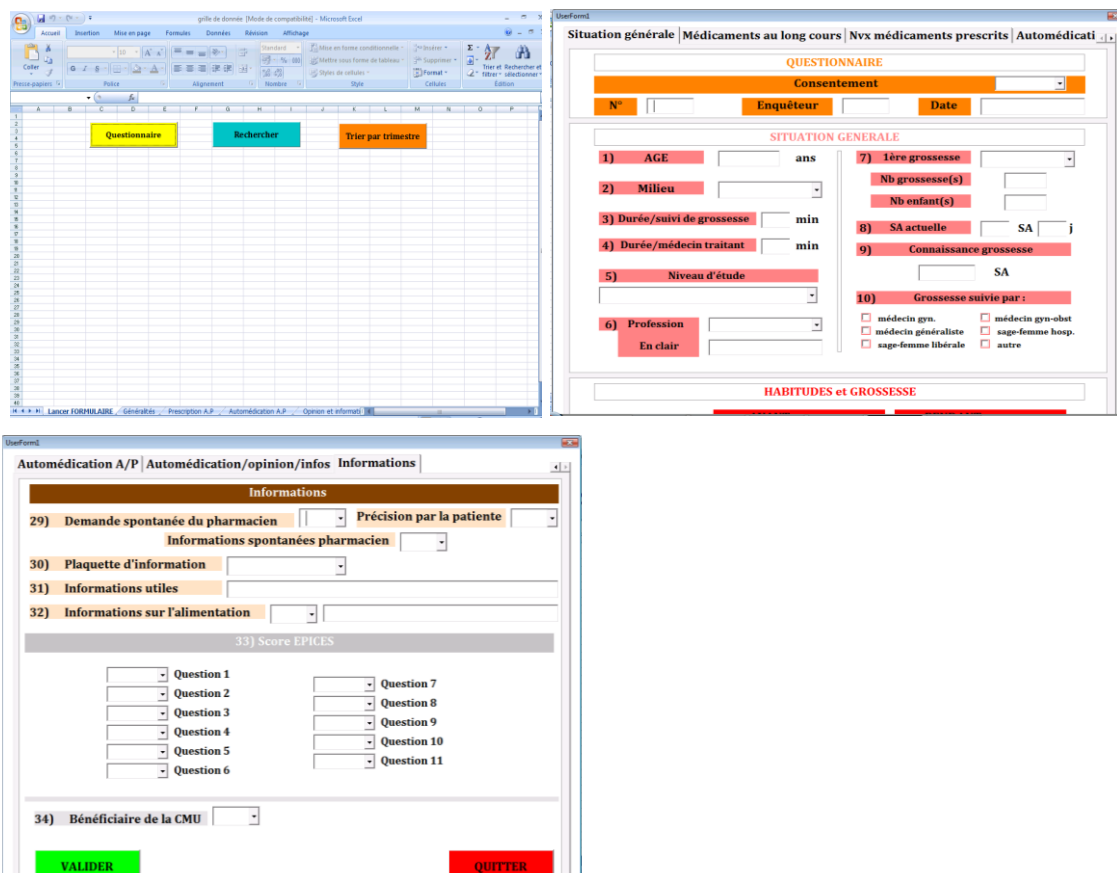 grille de donnée [Mode de compatibilité] - Microsoft Excel
Accueil Insertion Mise en page Formules Données Révision Affichage
Coller
10
Standard
Mise en forme conditionnelle
Mettre sous forme de tableau
Styles de cellules
Insérer
Supprimer
Format
Trier et filtrer
Rechercher et sélectionner
Presse-papiers Police Alignement Nombre Style Cellules Édition
A B C D E F G H I J K L M N O P
Questionnaire Rechercher Trier par trimestre
Lancer FORMULAIRE Généraltés Prescription A.P Automédication A.P Opinion et informati
UserForm1
Situation générale Médicaments au long cours Nvx médicaments prescrits Automédicati
QUESTIONNAIRE
Consentement
N° Enquêteur Date
SITUATION GENERALE
1) AGE ans
2) Milieu
3) Durée/suivi de grossesse min
4) Durée/médecin traitant min
5) Niveau d'étude
6) Profession
En clair
7) 1ère grossesse
Nb grossesse(s)
Nb enfant(s)
8) SA actuelle SA j
9) Connaissance grossesse
SA
10) Grossesse suivie par :
médecin gyn. médecin gyn-obst
médecin généraliste sage-femme hosp.
sage-femme libérale autre
HABITUDES et GROSSESSE
UserForm1
Automédication A/P Automédication/opinion/infos Informations
Informations
29) Demande spontanée du pharmacien Précision par la patiente
Informations spontanées pharmacien
30) Plaquette d'information
31) Informations utiles
32) Informations sur l'alimentation
33) Score EPICES
Question 1
Question 2
Question 3
Question 4
Question 5
Question 6
Question 7
Question 8
Question 9
Question 10
Question 11
34) Bénéficiaire de la CMU
VALIDER QUITTER